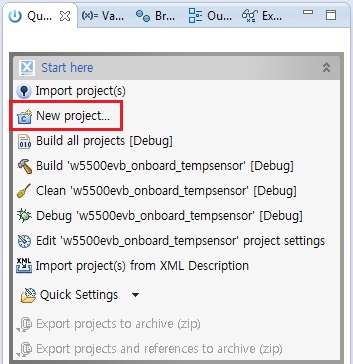 Qu...
(x)= Va...
Br...
Ou...
Ex...
Start here
Import project(s)
New project...
Build all projects [Debug]
Build 'w5500evb_onboard_tempsensor' [Debug]
Clean 'w5500evb_onboard_tempsensor' [Debug]
Debug 'w5500evb_onboard_tempsensor' [Debug]
Edit 'w5500evb_onboard_tempsensor' project settings
XML Import project(s) from XML Description
Quick Settings
Export projects to archive (zip)
Export projects and references to archive (zip)